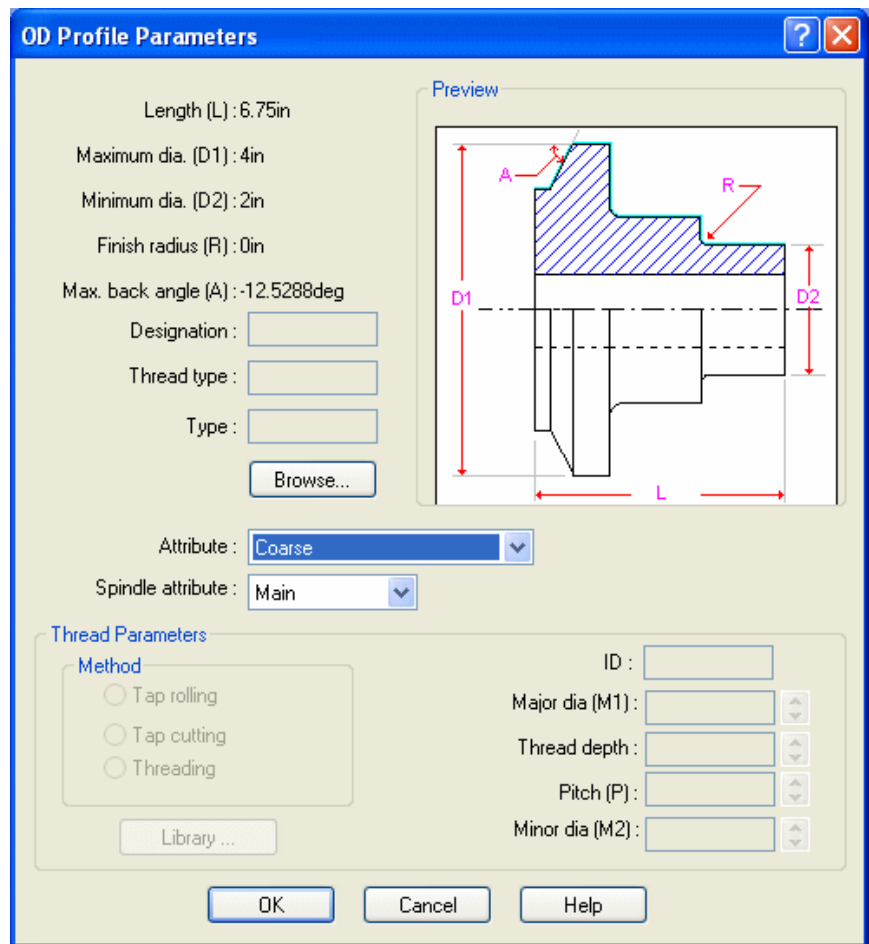 OD Profile Parameters
Length (L) : 6.75in
Maximum dia. (D1) : 4in
Minimum dia. (D2) : 2in
Finish radius (R) : 0in
Max. back angle (A) : -12.5288deg
Designation :
Thread type :
Type :
Browse...
Preview
A
R
D1
D2
L
Attribute : Coarse
Spindle attribute : Main
Thread Parameters
Method
Tap rolling
Tap cutting
Threading
Library ...
ID :
Major dia (M1) :
Thread depth :
Pitch (P) :
Minor dia (M2) :
OK
Cancel
Help